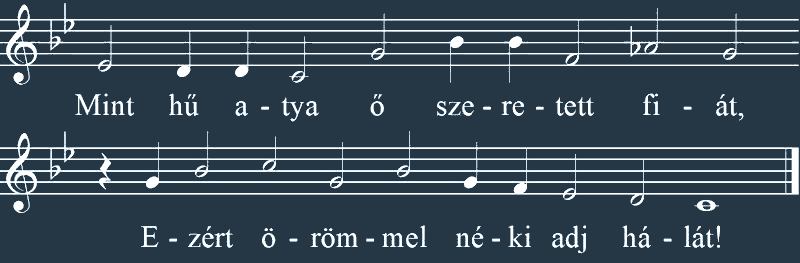 Mint hű a - tya ő sze - re - tett fi - át,
E - zért ö - röm - mel né - ki adj há - lát!